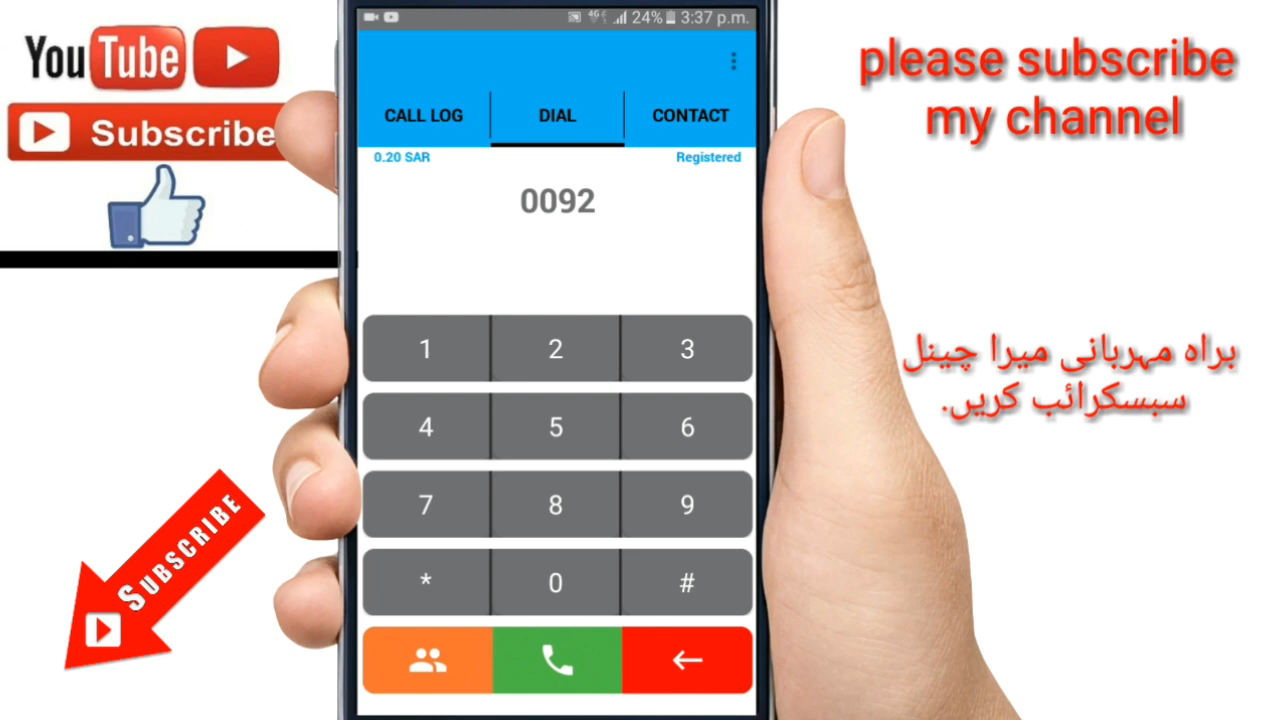 YouTube
Subscribe
SUBSCRIBE
4G 24% 3:37 p.m.
CALL LOG DIAL CONTACT
0.20 SAR Registered
0092
1 2 3
4 5 6
7 8 9
* 0 #
please subscribe
my channel
براہ مہربانی میرا چینل
سبسکرائب کریں.